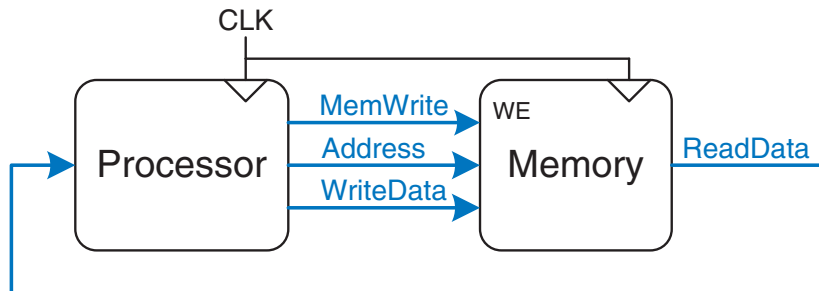 CLK
MemWrite
WE
Processor
Address
Memory
ReadData
WriteData